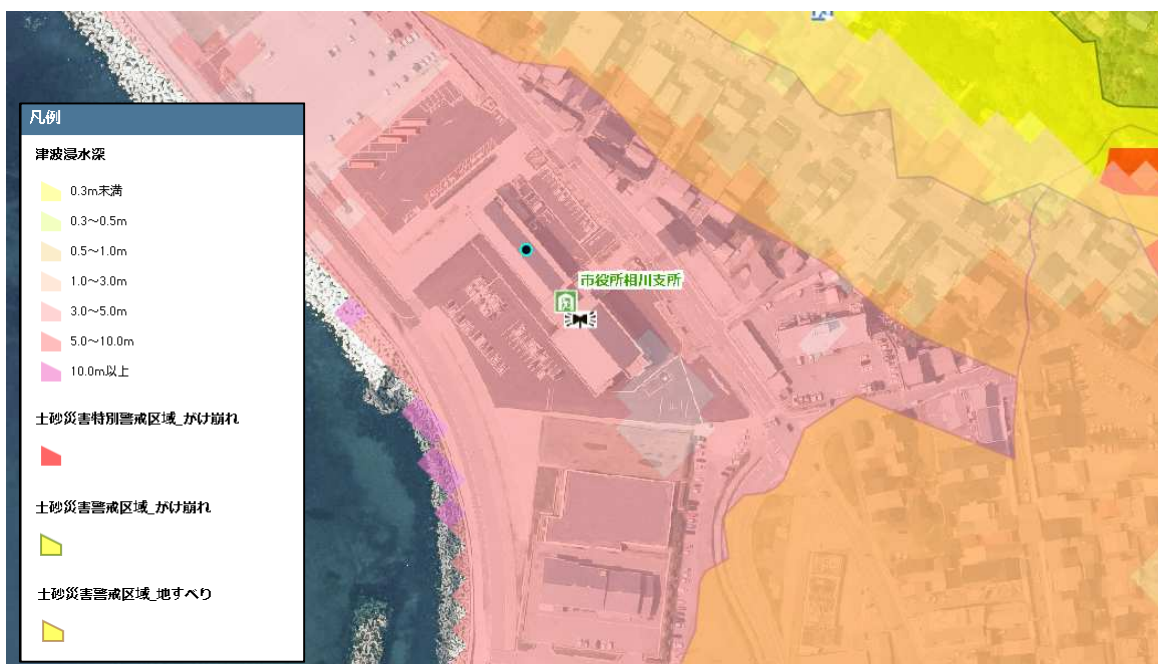 凡例
津波浸水深
0.3m未満
0.3～0.5m
0.5～1.0m
1.0～3.0m
3.0～5.0m
5.0～10.0m
10.0m以上
土砂災害特別警戒区域_がけ崩れ
土砂災害警戒区域_がけ崩れ
土砂災害警戒区域_地すべり
市役所相川支所